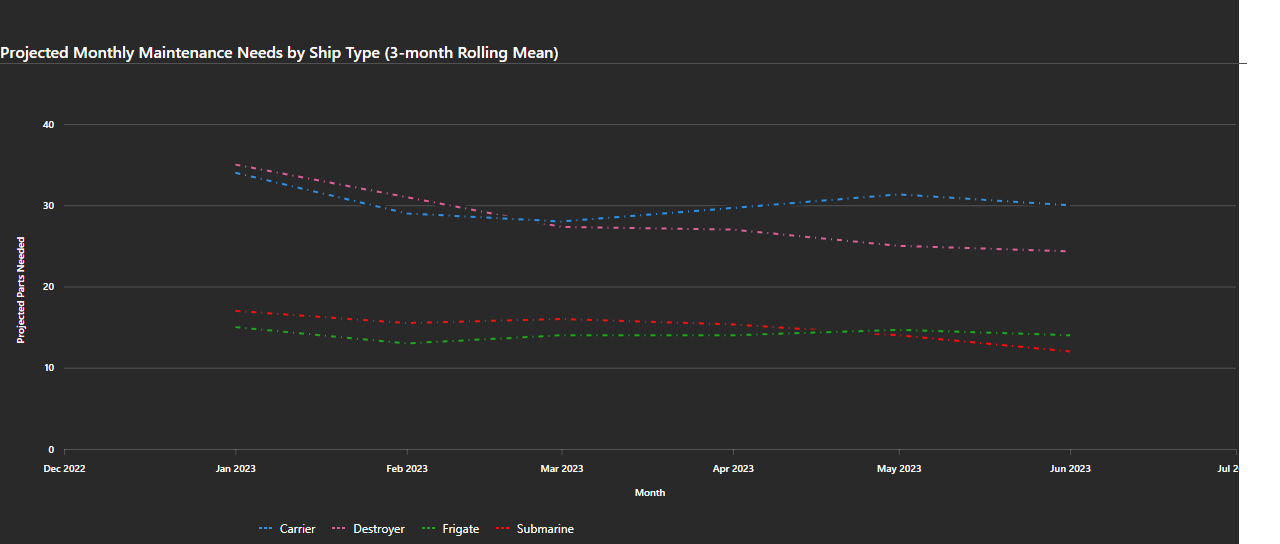 Projected Monthly Maintenance Needs by Ship Type (3-month Rolling Mean)
40
30
20
10
0
Projected Parts Needed
Dec 2022 Jan 2023 Feb 2023 Mar 2023 Apr 2023 May 2023 Jun 2023 Jul 2
Month
Carrier Destroyer Frigate Submarine